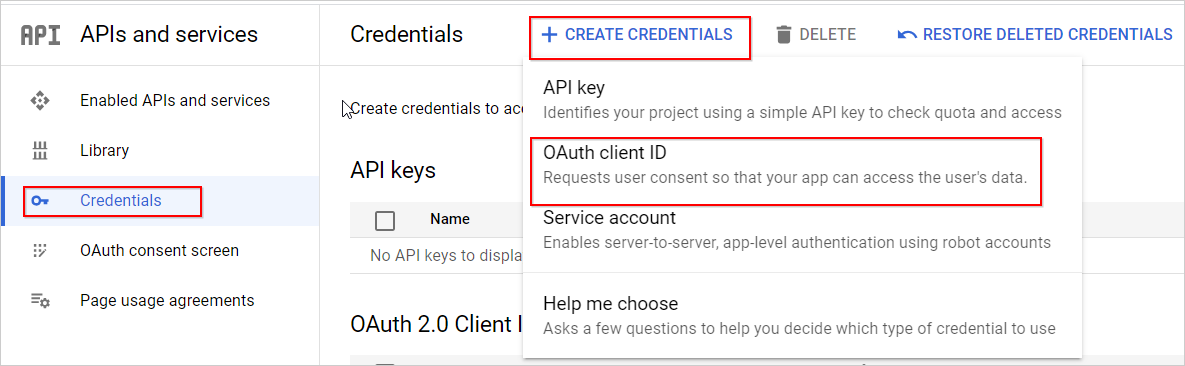 API APIs and services
Enabled APIs and services
Library
Credentials
OAuth consent screen
Page usage agreements
Credentials
CREATE CREDENTIALS
DELETE
RESTORE DELETED CREDENTIALS
Create credentials to
API keys
Name
No API keys to
OAuth 2.0 Client
API key
Identifies your project using a simple API key to check quota and access
OAuth client ID
Requests user consent so that your app can access the user's data.
Service account
Enables server-to-server, app-level authentication using robot accounts
Help me choose
Asks a few questions to help you decide which type of credential to use